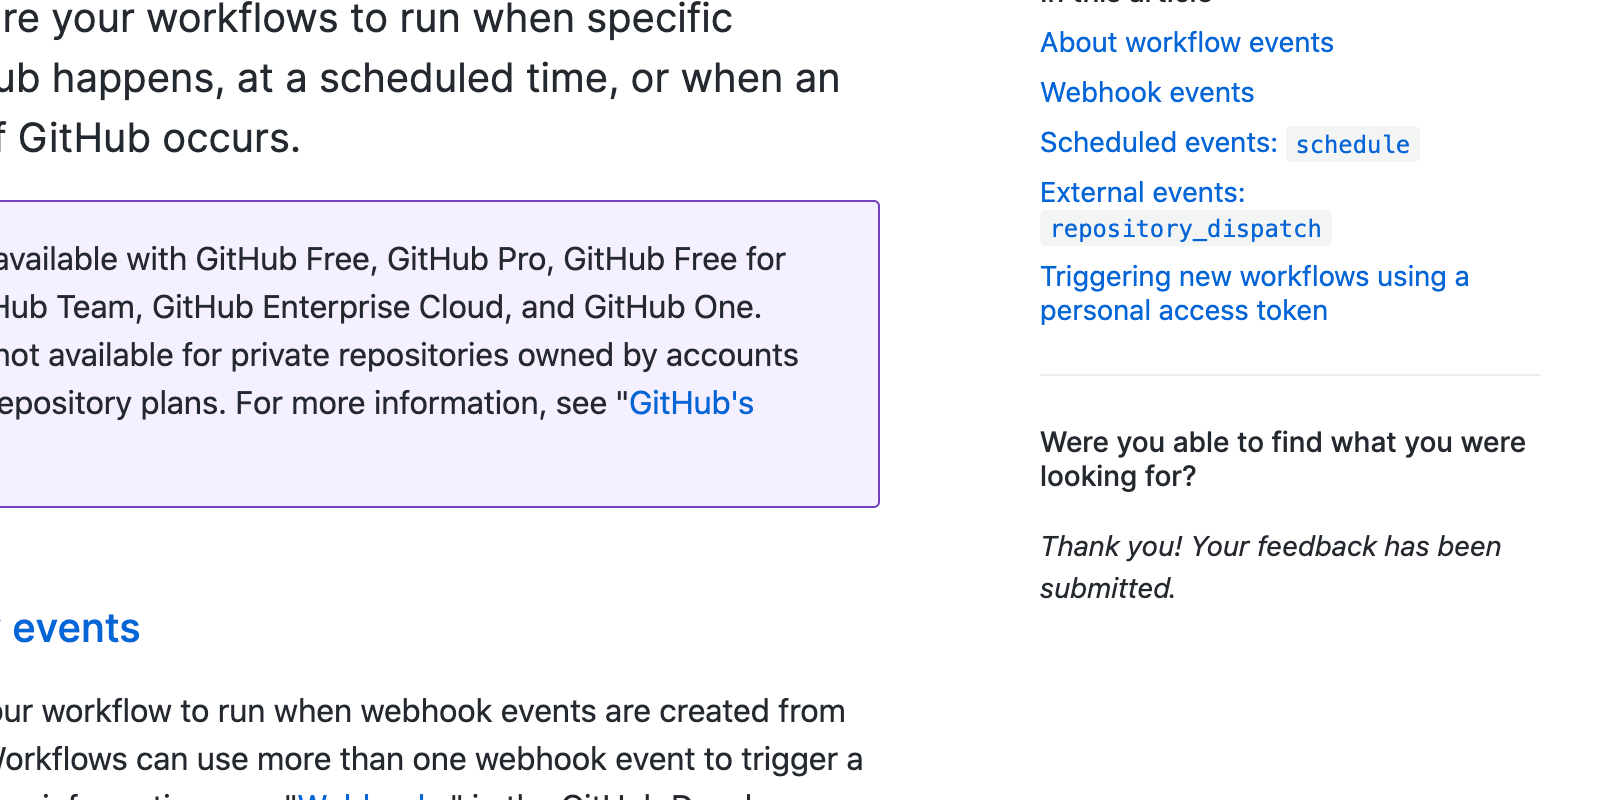 re your workflows to run when specific
ub happens, at a scheduled time, or when an
f GitHub occurs.
available with GitHub Free, GitHub Pro, GitHub Free for
Hub Team, GitHub Enterprise Cloud, and GitHub One.
not available for private repositories owned by accounts
epository plans. For more information, see "GitHub's
events
our workflow to run when webhook events are created from
Workflows can use more than one webhook event to trigger a
In this article
About workflow events
Webhook events
Scheduled events: schedule
External events:
repository_dispatch
Triggering new workflows using a
personal access token
Were you able to find what you were
looking for?
Thank you! Your feedback has been
submitted.